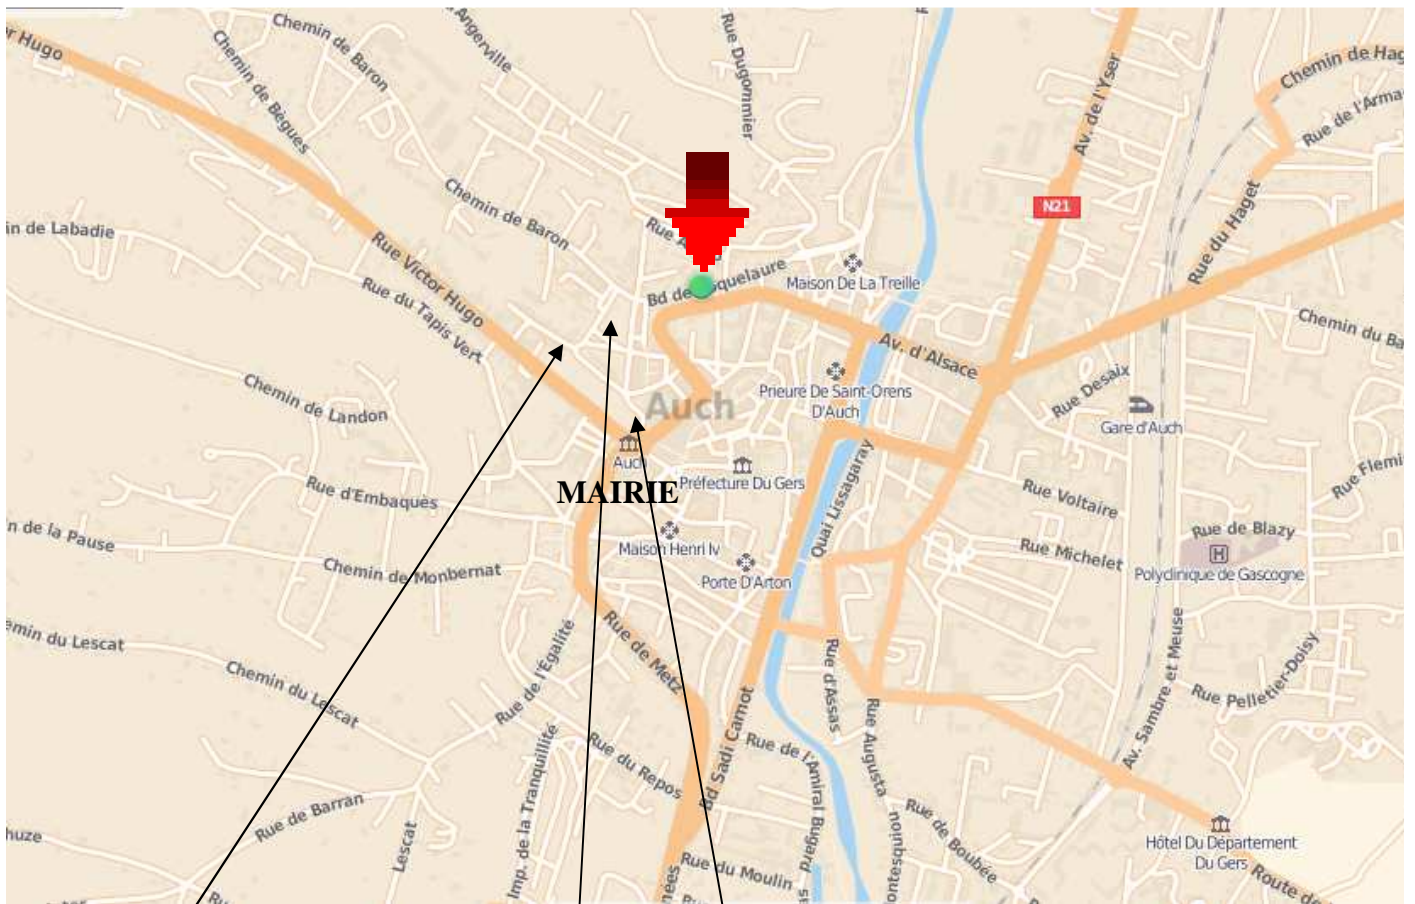 or Hugo
Chemin de Baron
Angerville
Rue Dugommier
Chemin de Bègues
Av. de l'Yser
Chemin de Hag
Rue de l'Arma
N21
Chemin de Baron
Rue A
in de Labadie
Rue Victor Hugo
Rue du Haget
Bd de quelaure
Maison De La Treille
Rue du Tapis Vert
Chemin du Ba
Av. d'Alsace
Rue Desaix
Chemin de Landon
Auch
Prieuré De Saint-Orens
D'Auch
Gare d'Auch
Auch
Préfecture Du Gers
MAIRIE
Quai Lissagaray
Rue Flemi
Rue d'Embaquès
Rue Voltaire
n de la Pause
Maison Henri Iv
Rue de Blazy
H
Rue Michelet
Chemin de Monbernat
Porte D'Arton
Polyclinique de Gascogne
emin du Lescat
Rue de Metz
Rue de l'Égalité
Rue d'Assas
Av. Sambre et Meuse
Rue Pelletier-Doisy
Chemin du Lescat
Bd Sadi Carnot
Rue Augusta
Rue du Repos
Rue de l'Amiral Bugard
Imp. de la Tranquillité
Rue de Barran
Rue de Boubée
ontesquiou
huze
Lescat
Hôtel Du Département
Du Gers
Rue du Moulin
Route de
nées
Ru